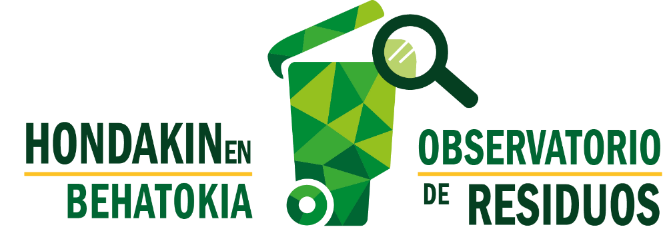 HONDAKINEN
BEHATOKIA
OBSERVATORIO
DE RESIDUOS